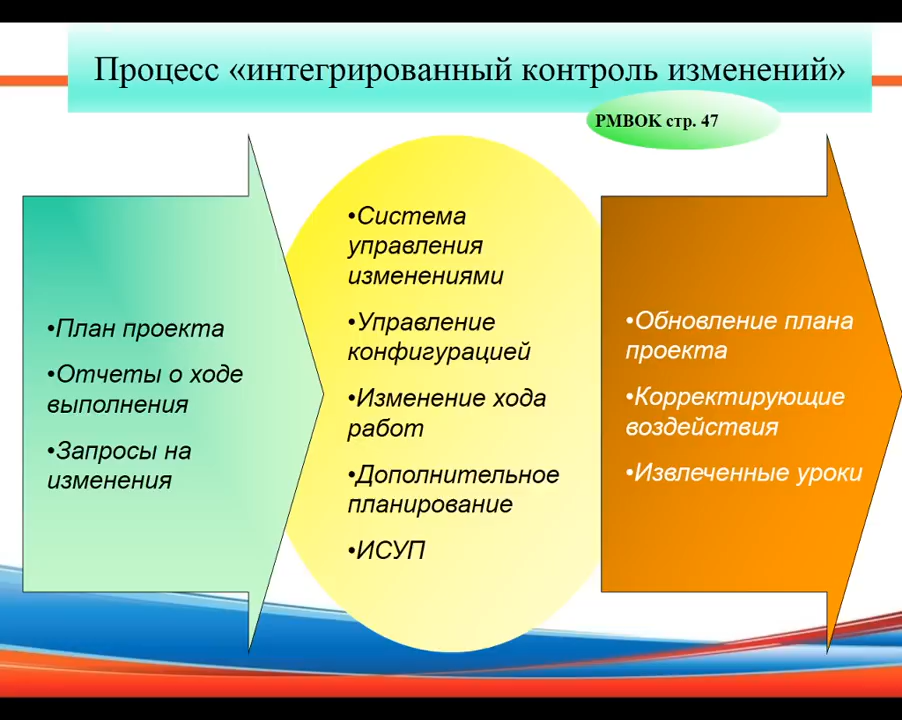 Процесс «интегрированный контроль изменений»
PMBOK стр. 47
•План проекта
•Отчеты о ходе
выполнения
•Запросы на
изменения
•Система
управления
изменениями
•Управление
конфигурацией
•Изменение хода
работ
•Дополнительное
планирование
•ИСУП
•Обновление плана
проекта
•Корректирующие
воздействия
•Извлеченные уроки